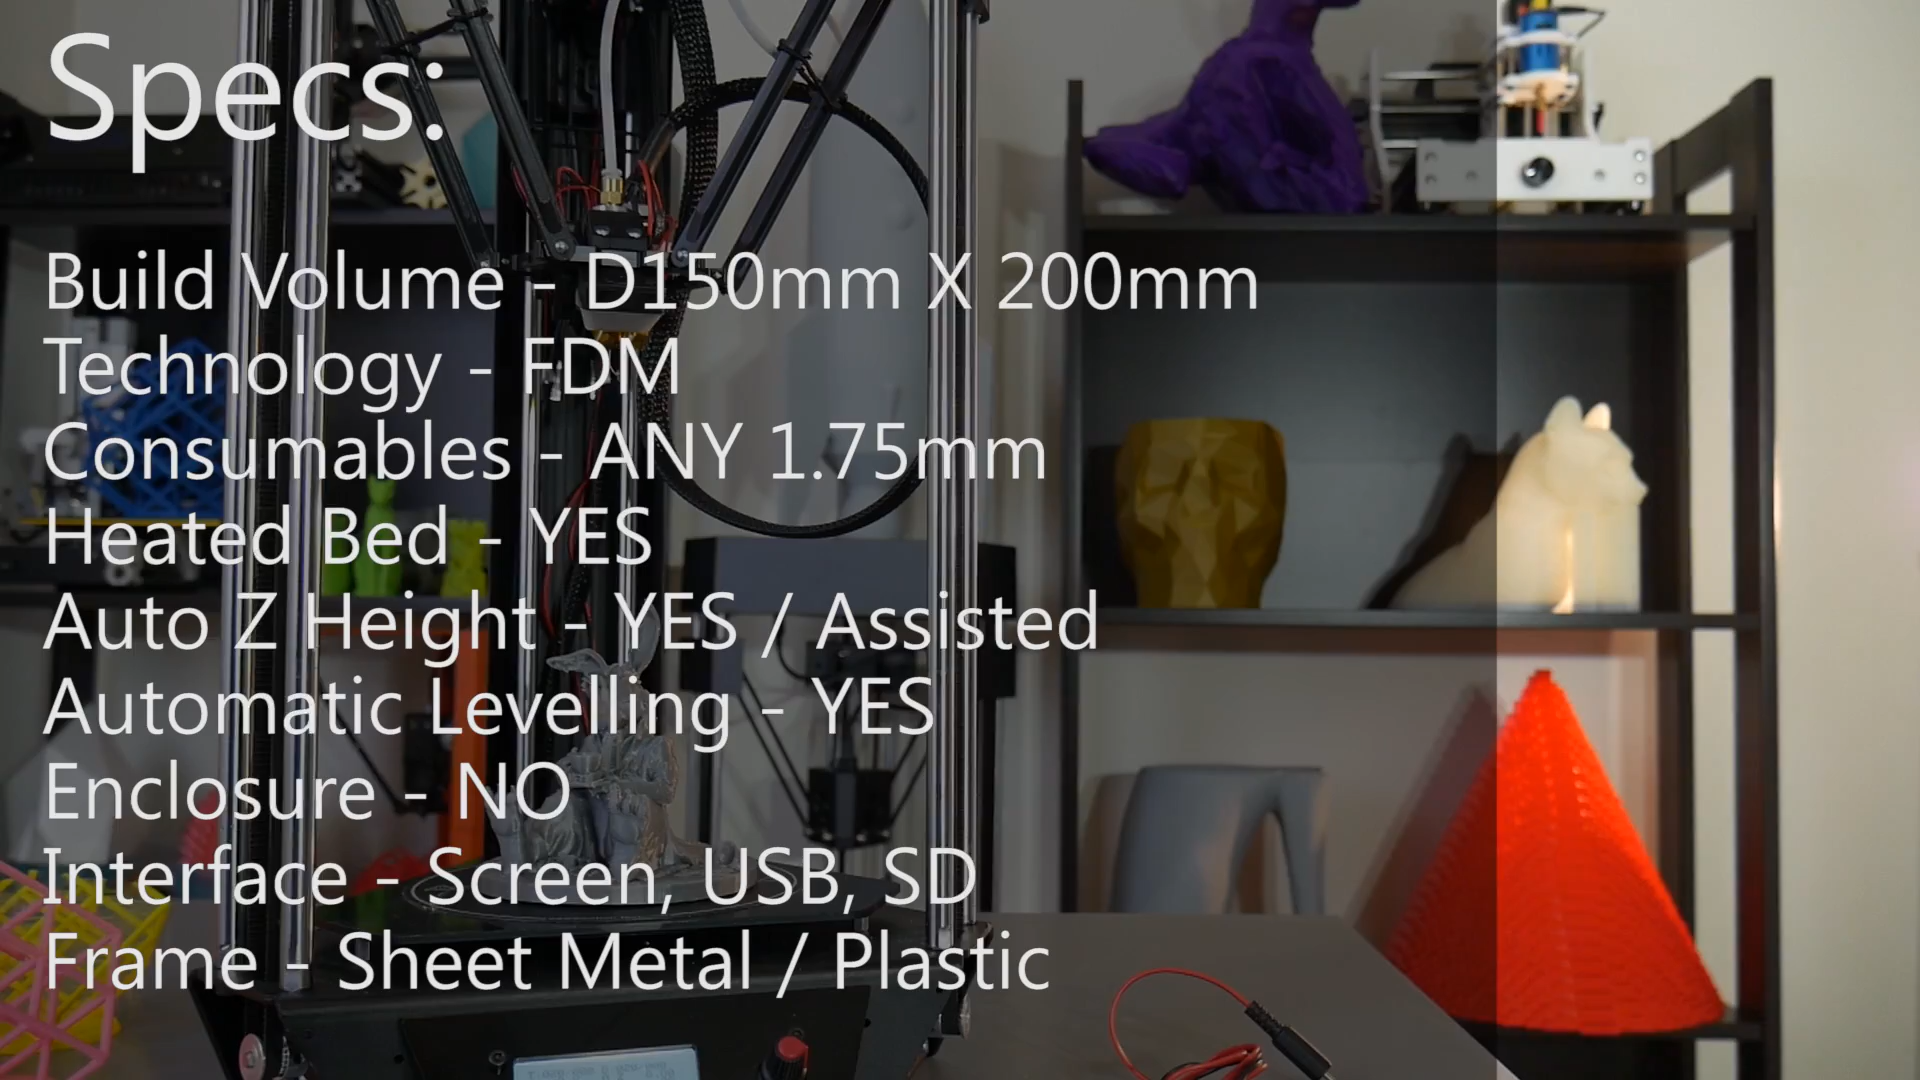 Specs:
Build Volume - D150mm X 200mm
Technology - FDM
Consumables - ANY 1.75mm
Heated Bed - YES
Auto Z Height - YES / Assisted
Automatic Levelling - YES
Enclosure - NO
Interface - Screen, USB, SD
Frame - Sheet Metal / Plastic